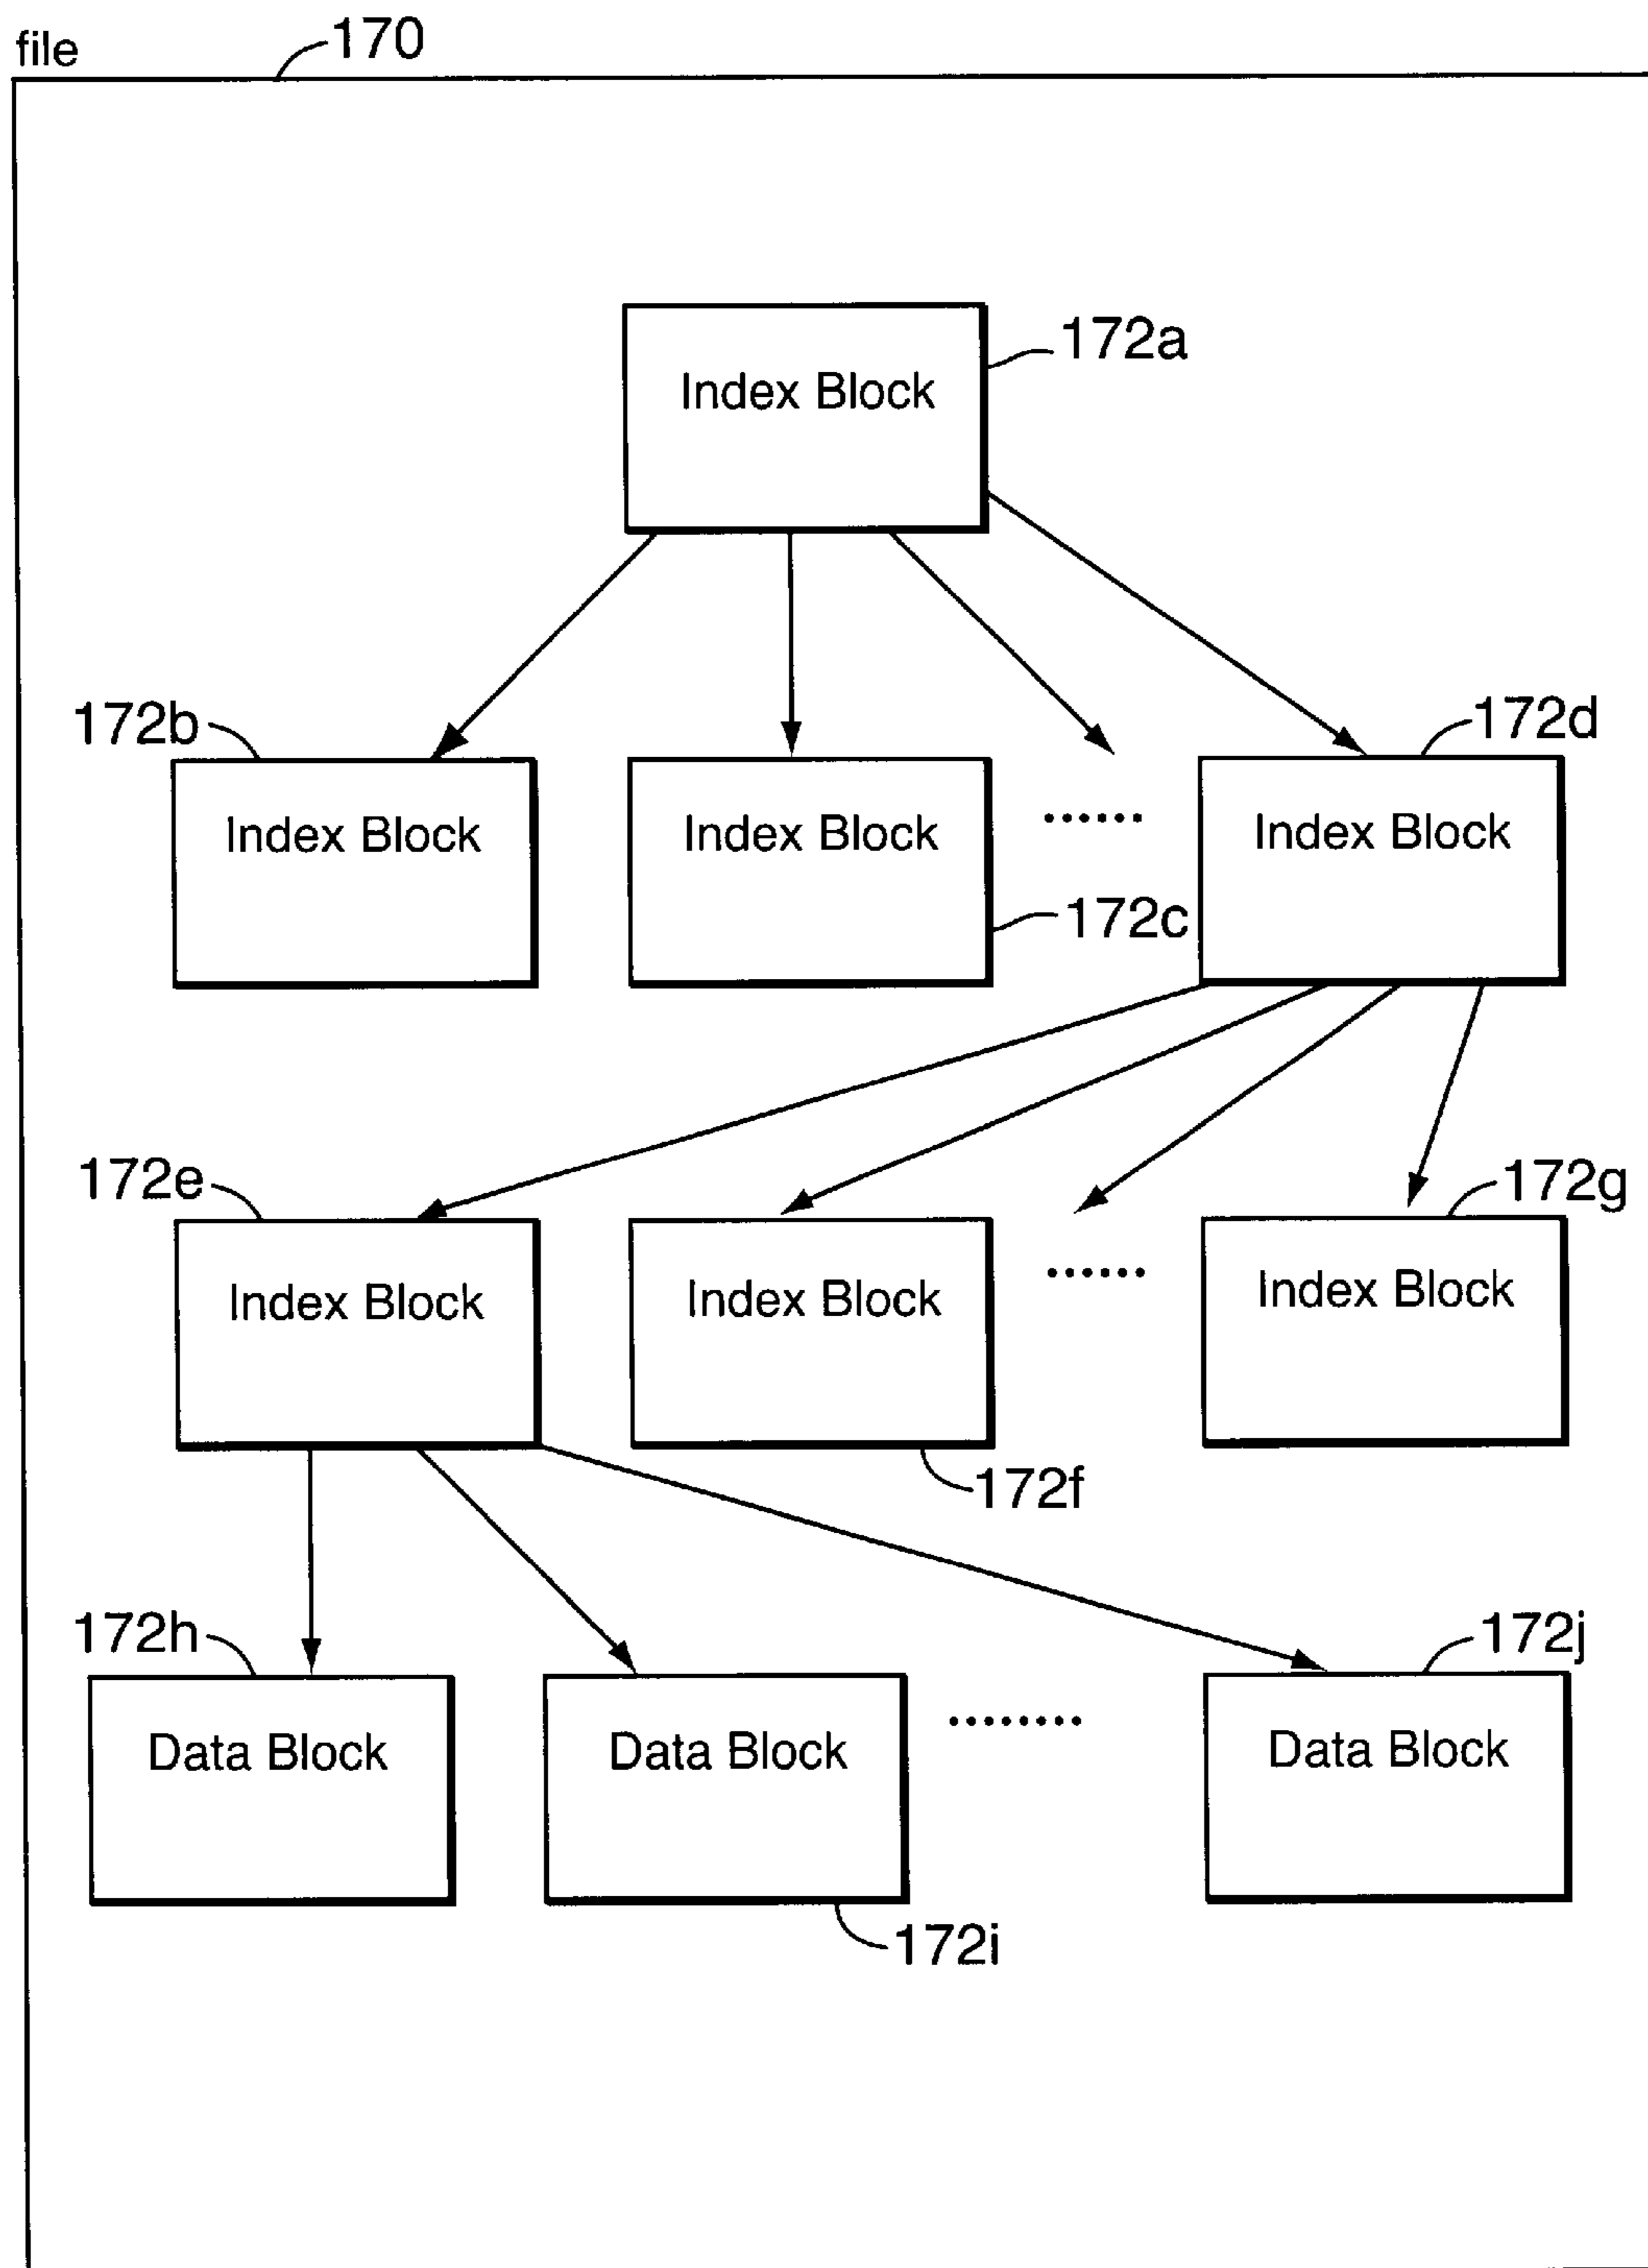 file
170
172a
Index Block
172b
172d
Index Block
Index Block
......
Index Block
172c
172e
172g
Index Block
Index Block
......
Index Block
172f
172h
172j
Data Block
Data Block
........
Data Block
172i